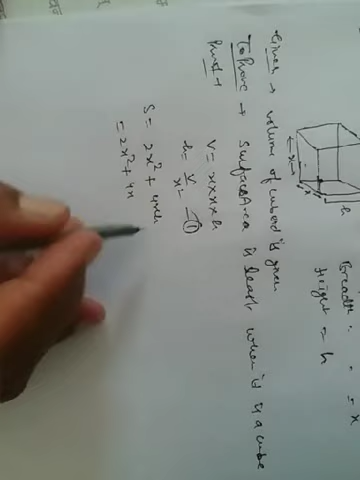 Breadth = x
Height = h
x
x
h
Given → volume of cuboid is given
To Prove → Surface Area is least when it is a cube
Proof →
V = x × x × h
h = V/x² — ①
S = 2x² + 4xh
= 2x² + 4x